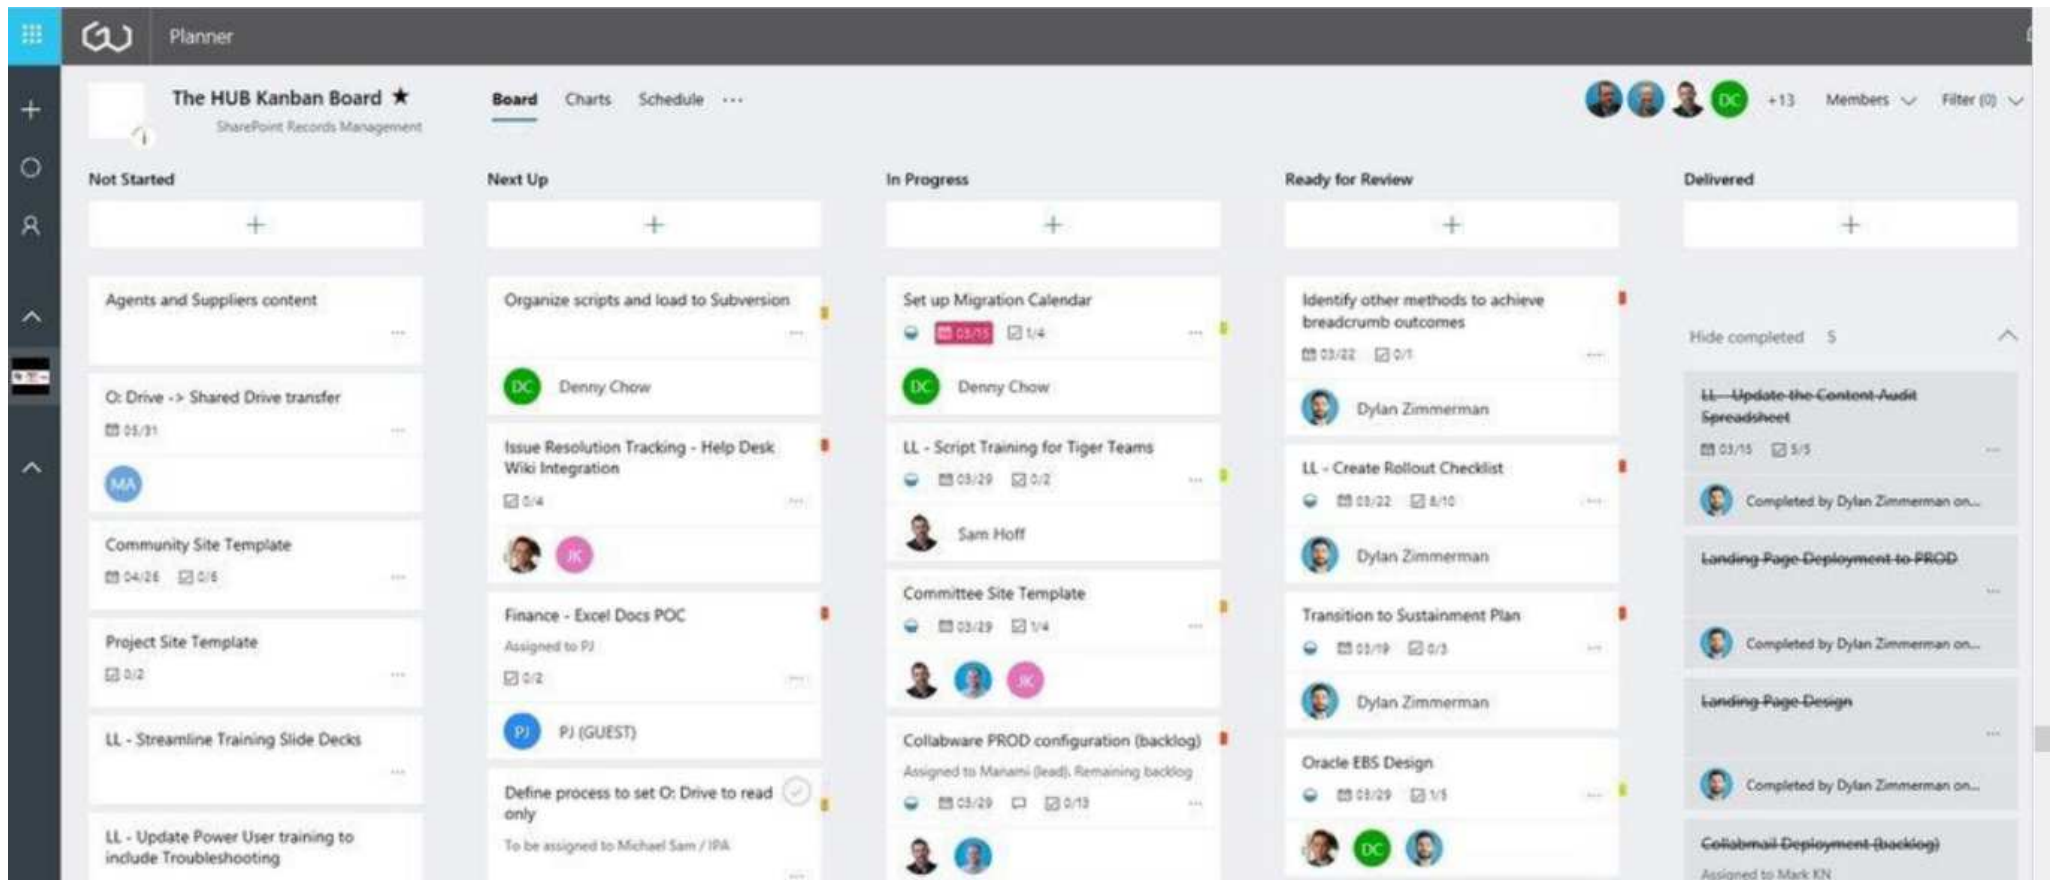 Planner
The HUB Kanban Board ★
SharePoint Records Management
Board Charts Schedule ...
DC +13 Members Filter (0)
Not Started
Agents and Suppliers content
O: Drive -> Shared Drive transfer
05/31
MA
Community Site Template
04/26 0/6
Project Site Template
0/2
LL - Streamline Training Slide Decks
LL - Update Power User training to
include Troubleshooting
Next Up
Organize scripts and load to Subversion
DC Denny Chow
Issue Resolution Tracking - Help Desk
Wiki Integration
0/4
JK
Finance - Excel Docs POC
Assigned to PJ
0/2
PJ PJ (GUEST)
Define process to set O: Drive to read
only
To be assigned to Michael Sam / IPA
In Progress
Set up Migration Calendar
03/15 1/4
DC Denny Chow
LL - Script Training for Tiger Teams
03/29 0/2
Sam Hoff
Committee Site Template
03/29 1/4
JK
Collabware PROD configuration (backlog)
Assigned to Manami (lead). Remaining backlog
03/29 0/13
Ready for Review
Identify other methods to achieve
breadcrumb outcomes
03/22 0/1
Dylan Zimmerman
LL - Create Rollout Checklist
03/22 8/10
Dylan Zimmerman
Transition to Sustainment Plan
03/19 0/3
Dylan Zimmerman
Oracle EBS Design
03/29 1/5
DC
Delivered
Hide completed 5
LL - Update the Content Audit
Spreadsheet
03/15 5/5
Completed by Dylan Zimmerman on...
Landing Page Deployment to PROD
Completed by Dylan Zimmerman on...
Landing Page Design
Completed by Dylan Zimmerman on...
Collabmail Deployment (backlog)
Assigned to Mark KN